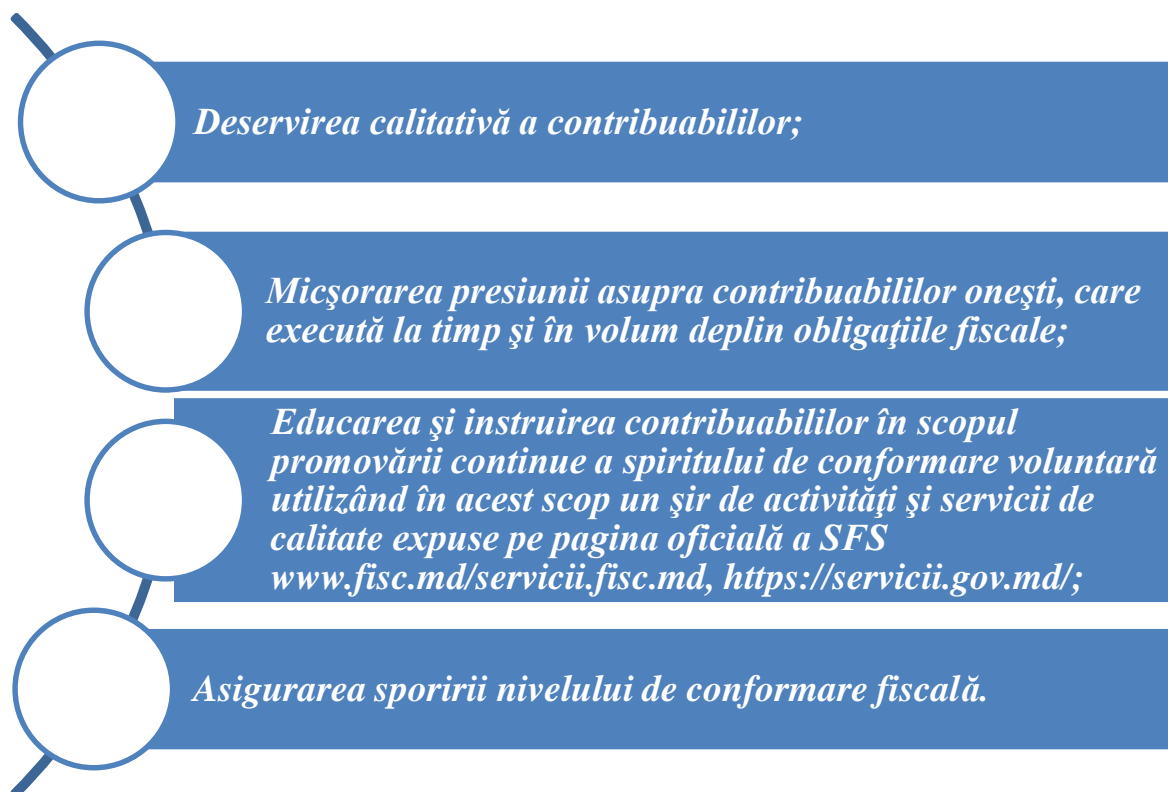 Deservirea calitativă a contribuabililor;
Micşorarea presiunii asupra contribuabililor oneşti, care
execută la timp şi în volum deplin obligaţiile fiscale;
Educarea şi instruirea contribuabililor în scopul
promovării continue a spiritului de conformare voluntară
utilizând în acest scop un şir de activităţi şi servicii de
calitate expuse pe pagina oficială a SFS
www.fisc.md/servicii.fisc.md, https://servicii.gov.md/;
Asigurarea sporirii nivelului de conformare fiscală.